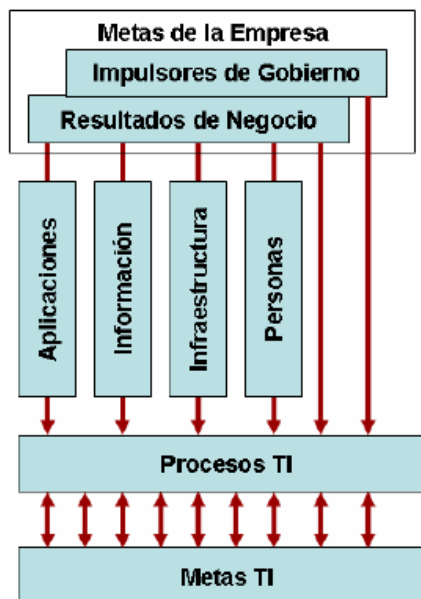 Metas de la Empresa
Impulsores de Gobierno
Resultados de Negocio
Aplicaciones
Información
Infraestructura
Personas
Procesos TI
Metas TI